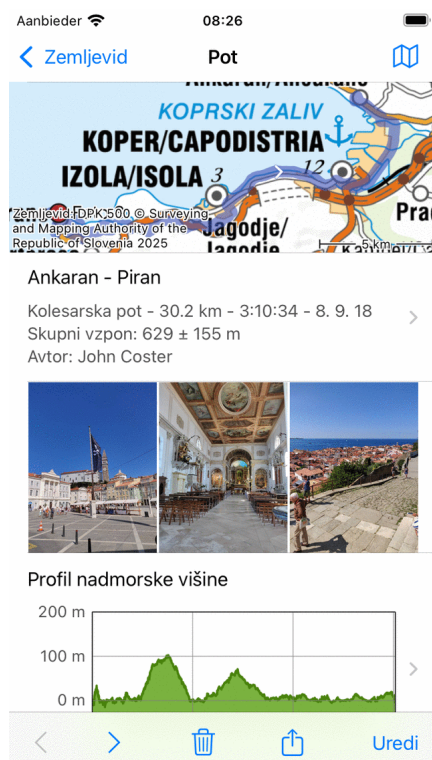 Aanbieder
08:26
Zemljevid
Pot
Ankaran/Ancarano
KOPRSKI ZALIV
KOPER/CAPODISTRIA
IZOLA/ISOLA
3
12
Zemljevid: DPK 500 © Surveying
and Mapping Authority of the
Republic of Slovenia 2025
Jagodje/
Jagodje
Pra
5 km
Ankaran - Piran
Kolesarska pot - 30.2 km - 3:10:34 - 8. 9. 18
Skupni vzpon: 629 ± 155 m
Avtor: John Coster
Profil nadmorske višine
200 m
100 m
0 m
Uredi